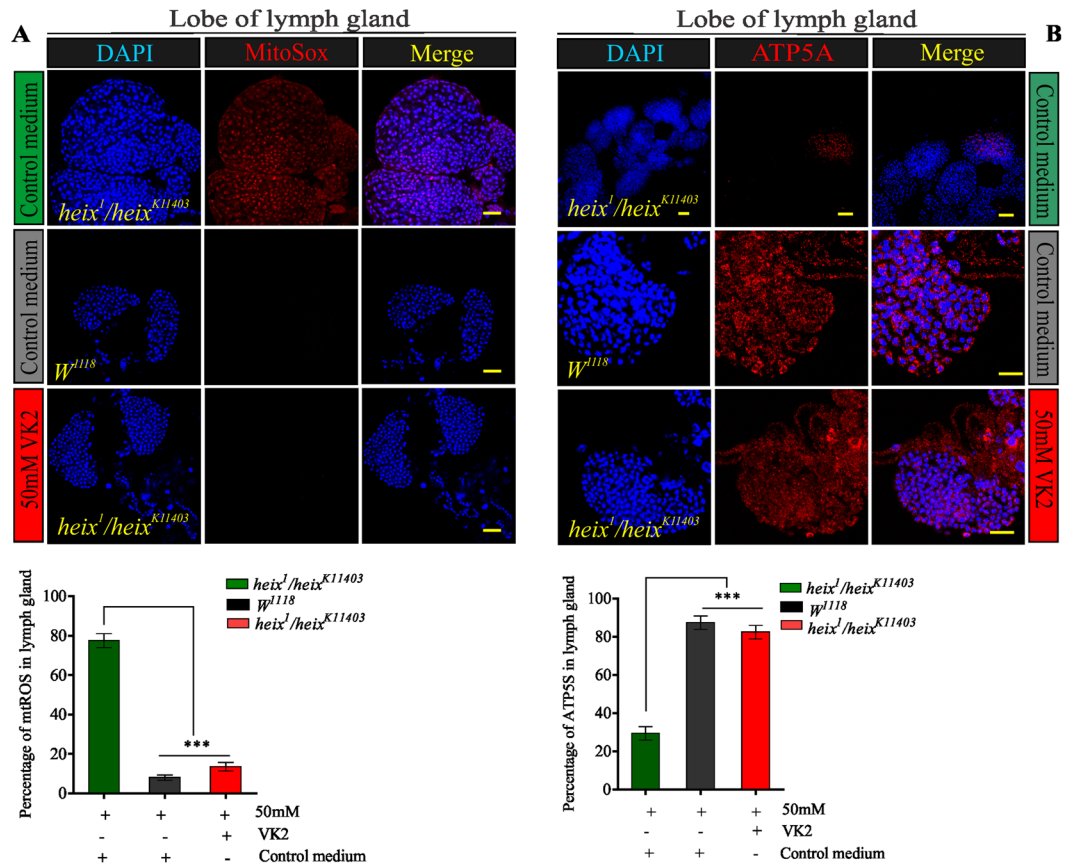 Lobe of lymph gland
A
DAPI MitoSox Merge
Control medium
heix1/heixK11403
Control medium
W1118
50mM VK2
heix1/heixK11403
Percentage of mtROS in lymph gland
100
80
60
40
20
0
heix1/heixK11403
W1118
heix1/heixK11403
***
+ + + 50mM
- - + VK2
+ + - Control medium
Lobe of lymph gland
B
DAPI ATP5A Merge
heix1/heixK11403
Control medium
W1118
Control medium
heix1/heixK11403
50mM VK2
Percentage of ATP5S in lymph gland
100
80
60
40
20
0
heix1/heixK11403
W1118
heix1/heixK11403
***
+ + + 50mM
- - + VK2
+ + - Control medium